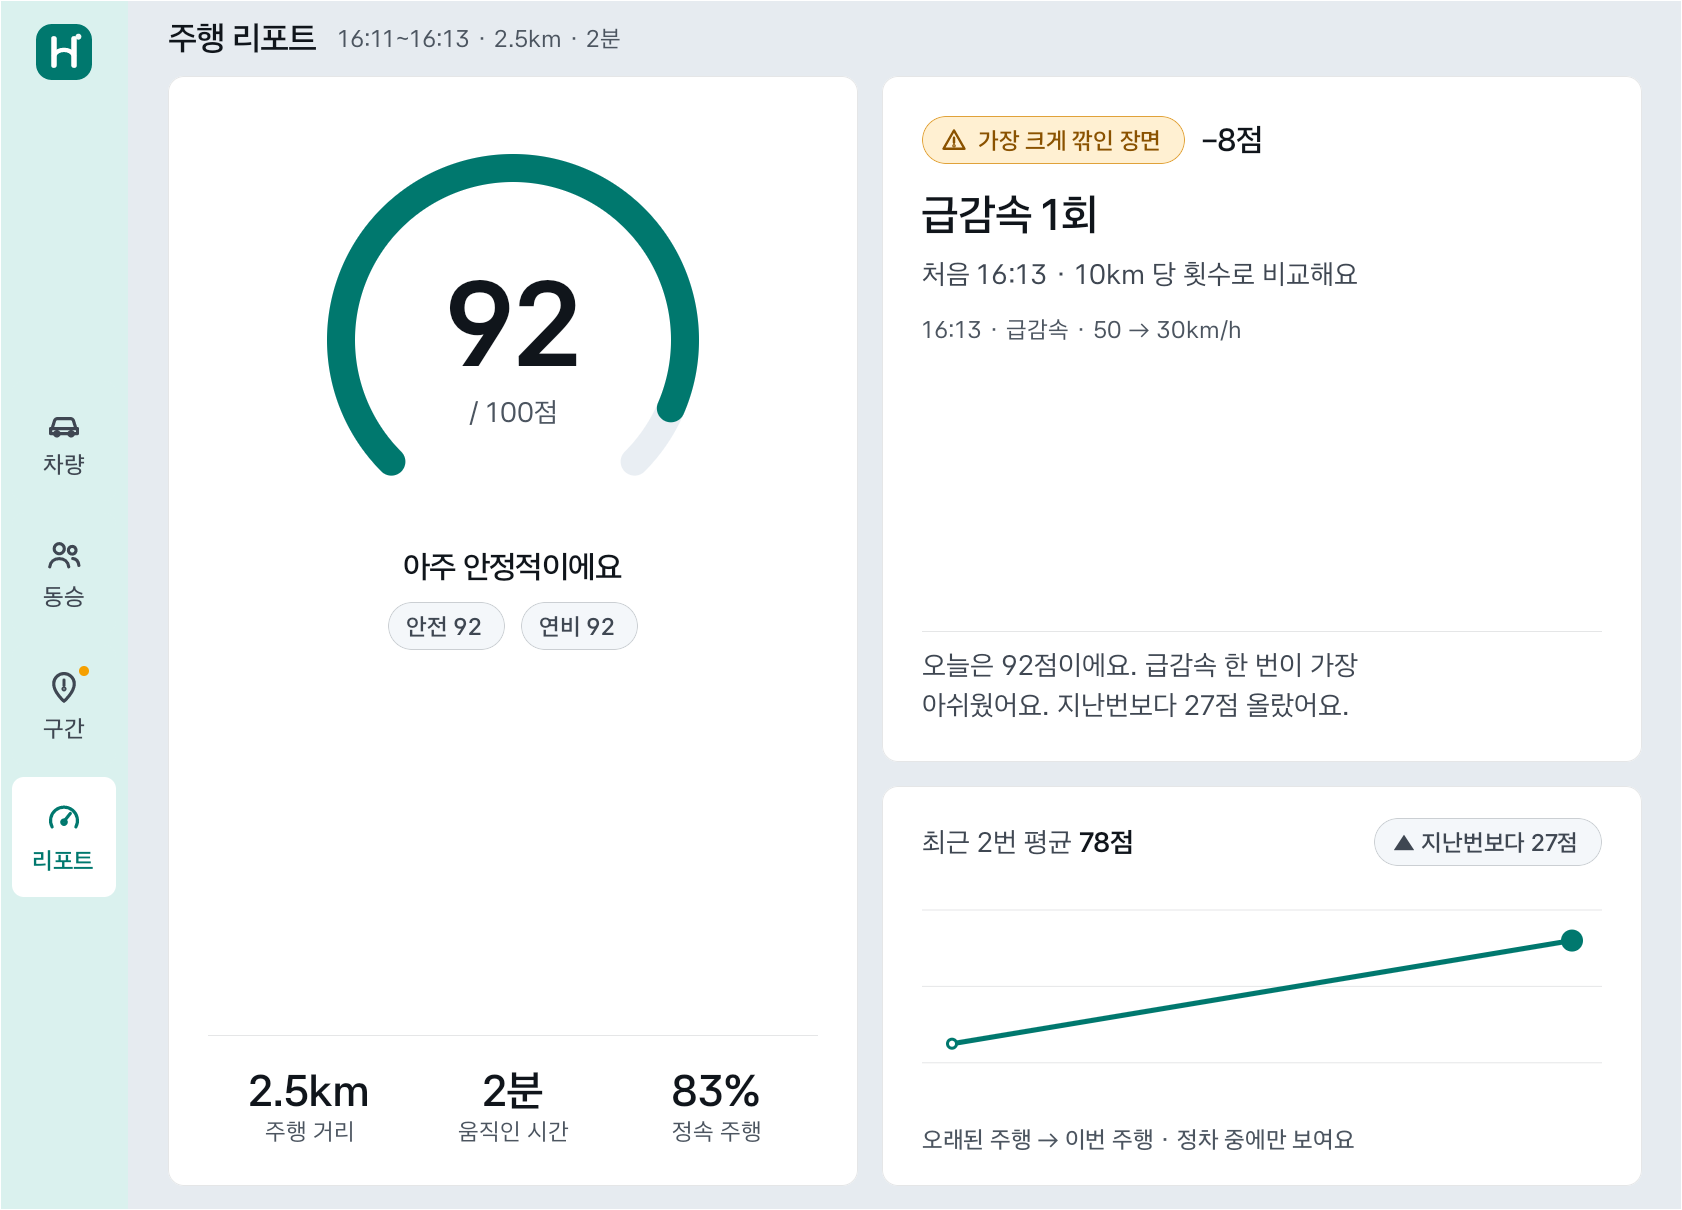 주행 리포트 16:11~16:13 · 2.5km · 2분
차량
동승
구간
리포트
92
/ 100점
아주 안정적이에요
안전 92 연비 92
2.5km 2분 83%
주행 거리 움직인 시간 정속 주행
가장 크게 깎인 장면 –8점
급감속 1회
처음 16:13 · 10km 당 횟수로 비교해요
16:13 · 급감속 · 50 → 30km/h
오늘은 92점이에요. 급감속 한 번이 가장
아쉬웠어요. 지난번보다 27점 올랐어요.
최근 2번 평균 78점 ▲ 지난번보다 27점
오래된 주행 → 이번 주행 · 정차 중에만 보여요